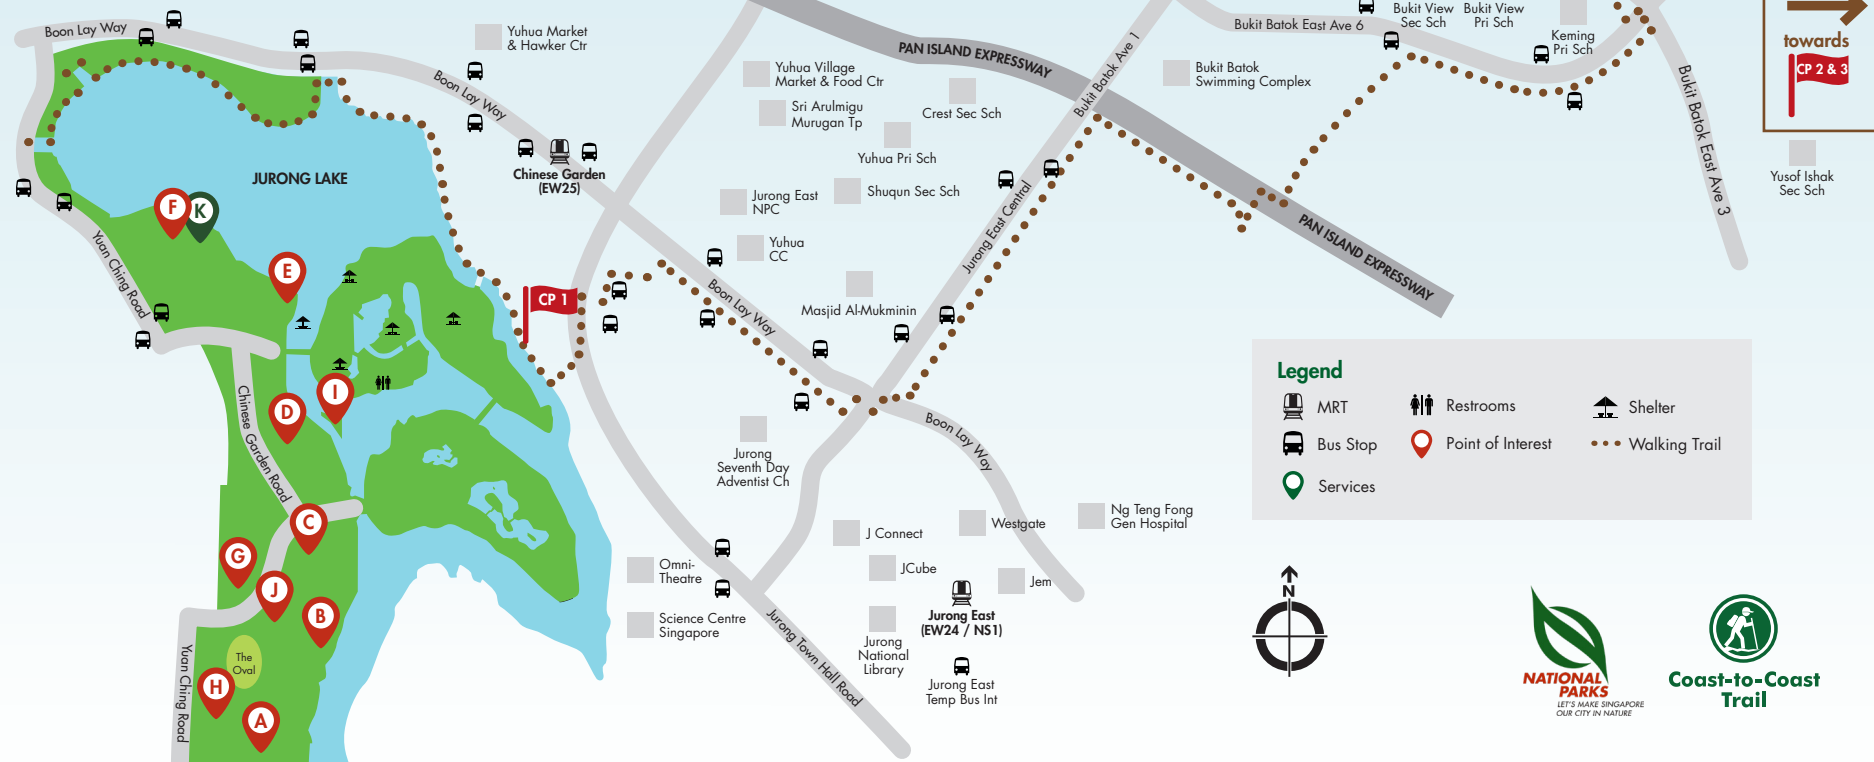 Boon Lay Way
Yuhua Market
& Hawker Ctr
Boon Lay Way
PAN ISLAND EXPRESSWAY
Bukit Batok Ave 1
Bukit Batok East Ave 6
Bukit View
Sec Sch
Bukit View
Pri Sch
Keming
Pri Sch
towards
CP 2 & 3
Yuhua Village
Market & Food Ctr
Sri Arulmigu
Murugan Tp
Crest Sec Sch
Bukit Batok
Swimming Complex
Bukit Batok East Ave 3
Yuhua Pri Sch
Chinese Garden
(EW25)
JURONG LAKE
Jurong East
NPC
Shuqun Sec Sch
Yusof Ishak
Sec Sch
F
K
E
Yuan Ching Road
Yuhua
CC
Jurong East Central
PAN ISLAND EXPRESSWAY
CP 1
Boon Lay Way
Masjid Al-Mukminin
I
D
Chinese Garden Road
Jurong
Seventh Day
Adventist Ch
Boon Lay Way
Legend
MRT
Restrooms
Shelter
Bus Stop
Point of Interest
Walking Trail
Services
C
G
J
B
The
Oval
H
A
Yuan Ching Road
Omni-
Theatre
Science Centre
Singapore
J Connect
Westgate
Ng Teng Fong
Gen Hospital
JCube
Jem
Jurong
National
Library
Jurong East
(EW24 / NS1)
Jurong East
Temp Bus Int
Jurong Town Hall Road
N
NATIONAL
PARKS
LET'S MAKE SINGAPORE
OUR CITY IN NATURE
Coast-to-Coast
Trail